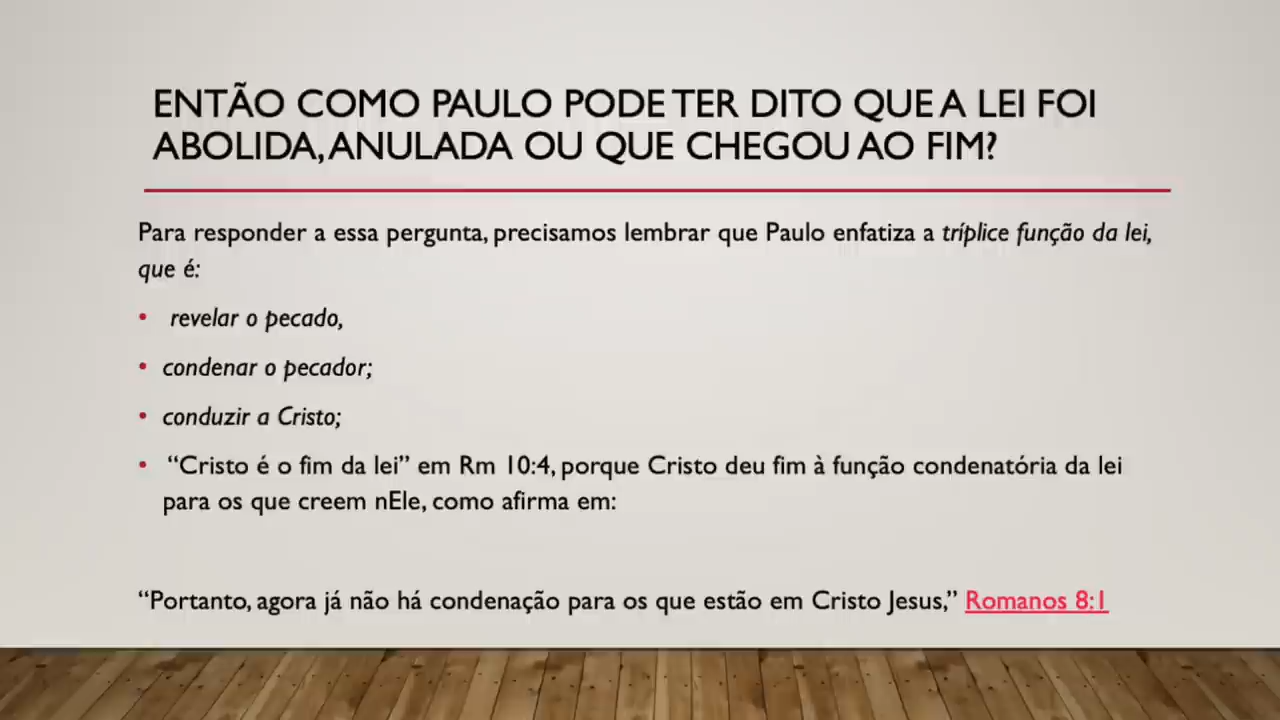 ENTÃO COMO PAULO PODE TER DITO QUE A LEI FOI
ABOLIDA, ANULADA OU QUE CHEGOU AO FIM?
Para responder a essa pergunta, precisamos lembrar que Paulo enfatiza a tríplice função da lei,
que é:
• revelar o pecado,
• condenar o pecador;
• conduzir a Cristo;
• “Cristo é o fim da lei” em Rm 10:4, porque Cristo deu fim à função condenatória da lei
para os que creem nEle, como afirma em:
“Portanto, agora já não há condenação para os que estão em Cristo Jesus,” Romanos 8:1